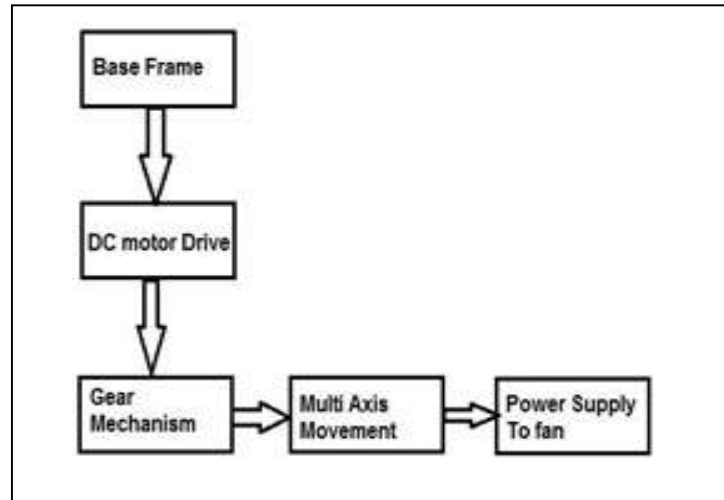 Base Frame
DC motor Drive
Gear
Mechanism
Multi Axis
Movement
Power Supply
To fan